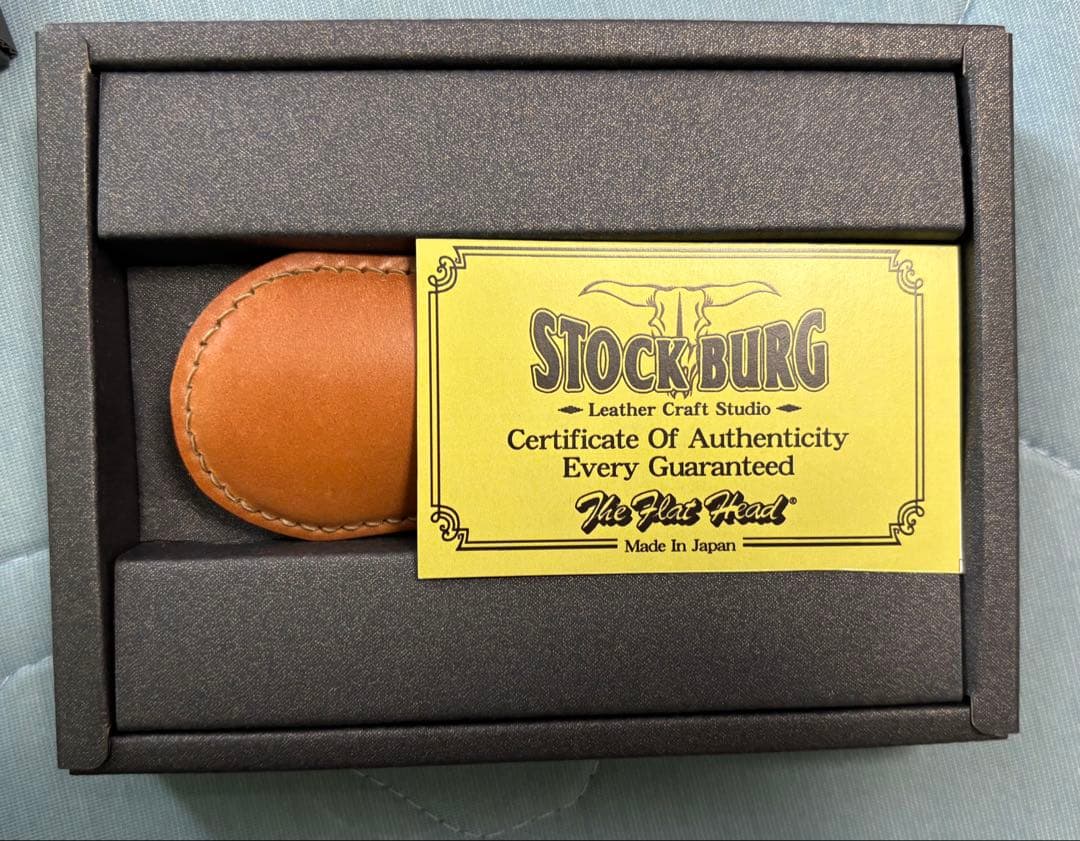 STOCK BURG
Leather Craft Studio
Certificate Of Authenticity
Every Guaranteed
The Flat Head®
Made In Japan